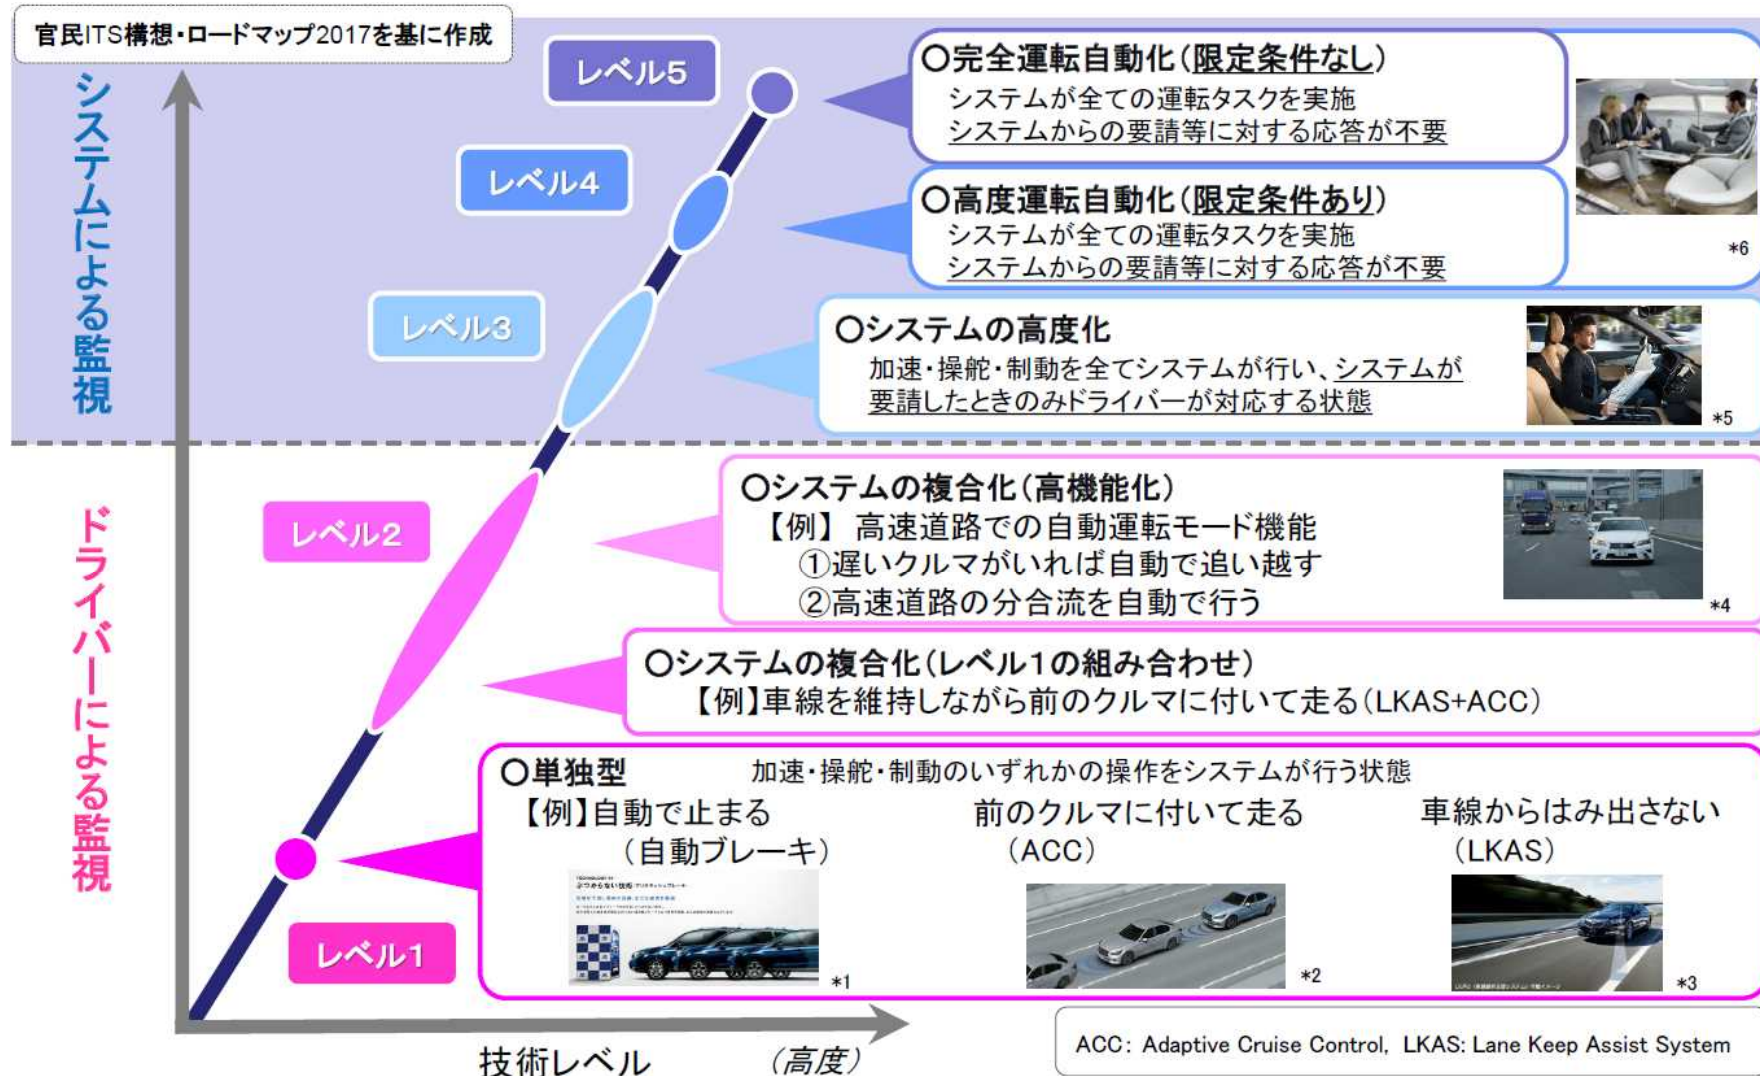 官民ITS構想・ロードマップ2017を基に作成
システムによる監視
ドライバーによる監視
レベル5
○完全運転自動化(限定条件なし)
システムが全ての運転タスクを実施
システムからの要請等に対する応答が不要
レベル4
○高度運転自動化(限定条件あり)
システムが全ての運転タスクを実施
システムからの要請等に対する応答が不要
*6
レベル3
○システムの高度化
加速・操舵・制動を全てシステムが行い、システムが
要請したときのみドライバーが対応する状態
*5
レベル2
○システムの複合化(高機能化)
【例】 高速道路での自動運転モード機能
①遅いクルマがいれば自動で追い越す
②高速道路の分合流を自動で行う
*4
○システムの複合化(レベル1の組み合わせ)
【例】車線を維持しながら前のクルマに付いて走る(LKAS+ACC)
レベル1
○単独型 加速・操舵・制動のいずれかの操作をシステムが行う状態
【例】自動で止まる
(自動ブレーキ)
ぶつからない技術
*1
前のクルマに付いて走る
(ACC)
*2
車線からはみ出さない
(LKAS)
*3
技術レベル (高度)
ACC: Adaptive Cruise Control, LKAS: Lane Keep Assist System